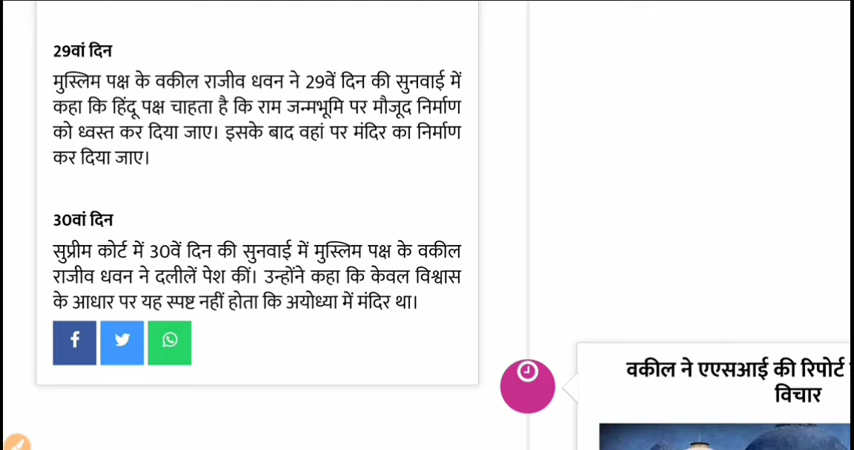 29वां दिन
मुस्लिम पक्ष के वकील राजीव धवन ने 29वें दिन की सुनवाई में
कहा कि हिंदू पक्ष चाहता है कि राम जन्मभूमि पर मौजूद निर्माण
को ध्वस्त कर दिया जाए। इसके बाद वहां पर मंदिर का निर्माण
कर दिया जाए।
30वां दिन
सुप्रीम कोर्ट में 30वें दिन की सुनवाई में मुस्लिम पक्ष के वकील
राजीव धवन ने दलीलें पेश कीं। उन्होंने कहा कि केवल विश्वास
के आधार पर यह स्पष्ट नहीं होता कि अयोध्या में मंदिर था।
वकील ने एएसआई की रिपोर्ट
विचार